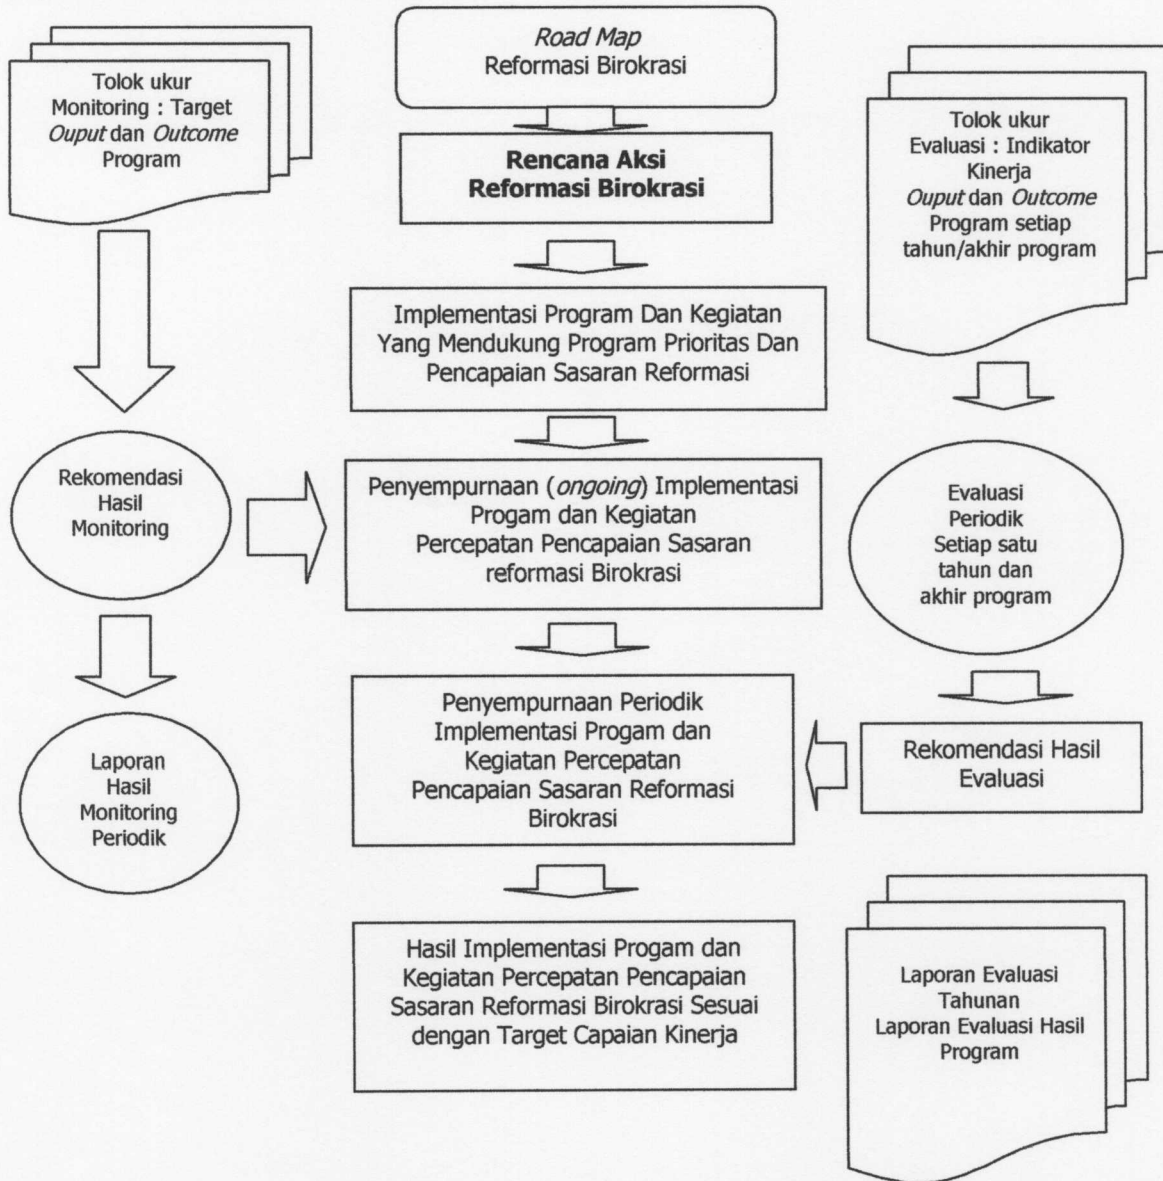 Tolok ukur
Monitoring : Target
Ouput dan Outcome
Program
Road Map
Reformasi Birokrasi
Rencana Aksi
Reformasi Birokrasi
Tolok ukur
Evaluasi : Indikator
Kinerja
Ouput dan Outcome
Program setiap
tahun/akhir program
Implementasi Program Dan Kegiatan
Yang Mendukung Program Prioritas Dan
Pencapaian Sasaran Reformasi
Rekomendasi
Hasil
Monitoring
Penyempurnaan (ongoing) Implementasi
Progam dan Kegiatan
Percepatan Pencapaian Sasaran
reformasi Birokrasi
Evaluasi
Periodik
Setiap satu
tahun dan
akhir program
Laporan
Hasil
Monitoring
Periodik
Penyempurnaan Periodik
Implementasi Progam dan
Kegiatan Percepatan
Pencapaian Sasaran Reformasi
Birokrasi
Rekomendasi Hasil
Evaluasi
Hasil Implementasi Progam dan
Kegiatan Percepatan Pencapaian
Sasaran Reformasi Birokrasi Sesuai
dengan Target Capaian Kinerja
Laporan Evaluasi
Tahunan
Laporan Evaluasi Hasil
Program